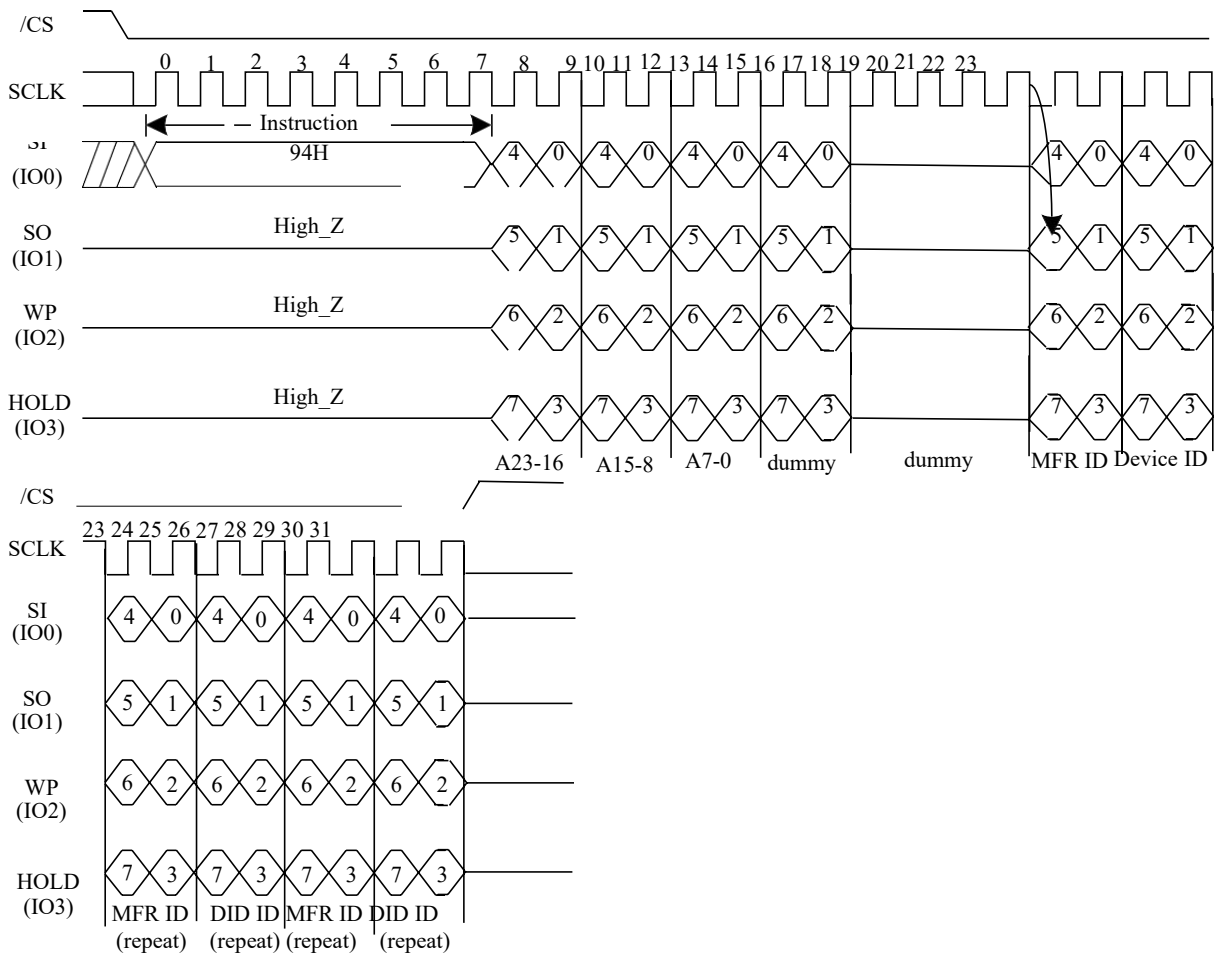 /CS
0 1 2 3 4 5 6 7 8 9 10 11 12 13 14 15 16 17 18 19 20 21 22 23
SCLK
Instruction
SI
(IO0)
94H
4 0 4 0 4 0 4 0 4 0 4 0
SO
(IO1)
High_Z
5 1 5 1 5 1 5 1 5 1 5 1
WP
(IO2)
High_Z
6 2 6 2 6 2 6 2 6 2 6 2
HOLD
(IO3)
High_Z
7 3 7 3 7 3 7 3 7 3 7 3
A23-16 A15-8 A7-0 dummy dummy MFR ID Device ID
/CS
23 24 25 26 27 28 29 30 31
SCLK
SI
(IO0)
4 0 4 0 4 0 4 0
SO
(IO1)
5 1 5 1 5 1 5 1
WP
(IO2)
6 2 6 2 6 2 6 2
HOLD
(IO3)
7 3 7 3 7 3 7 3
MFR ID DID ID MFR ID DID ID
(repeat) (repeat) (repeat) (repeat)